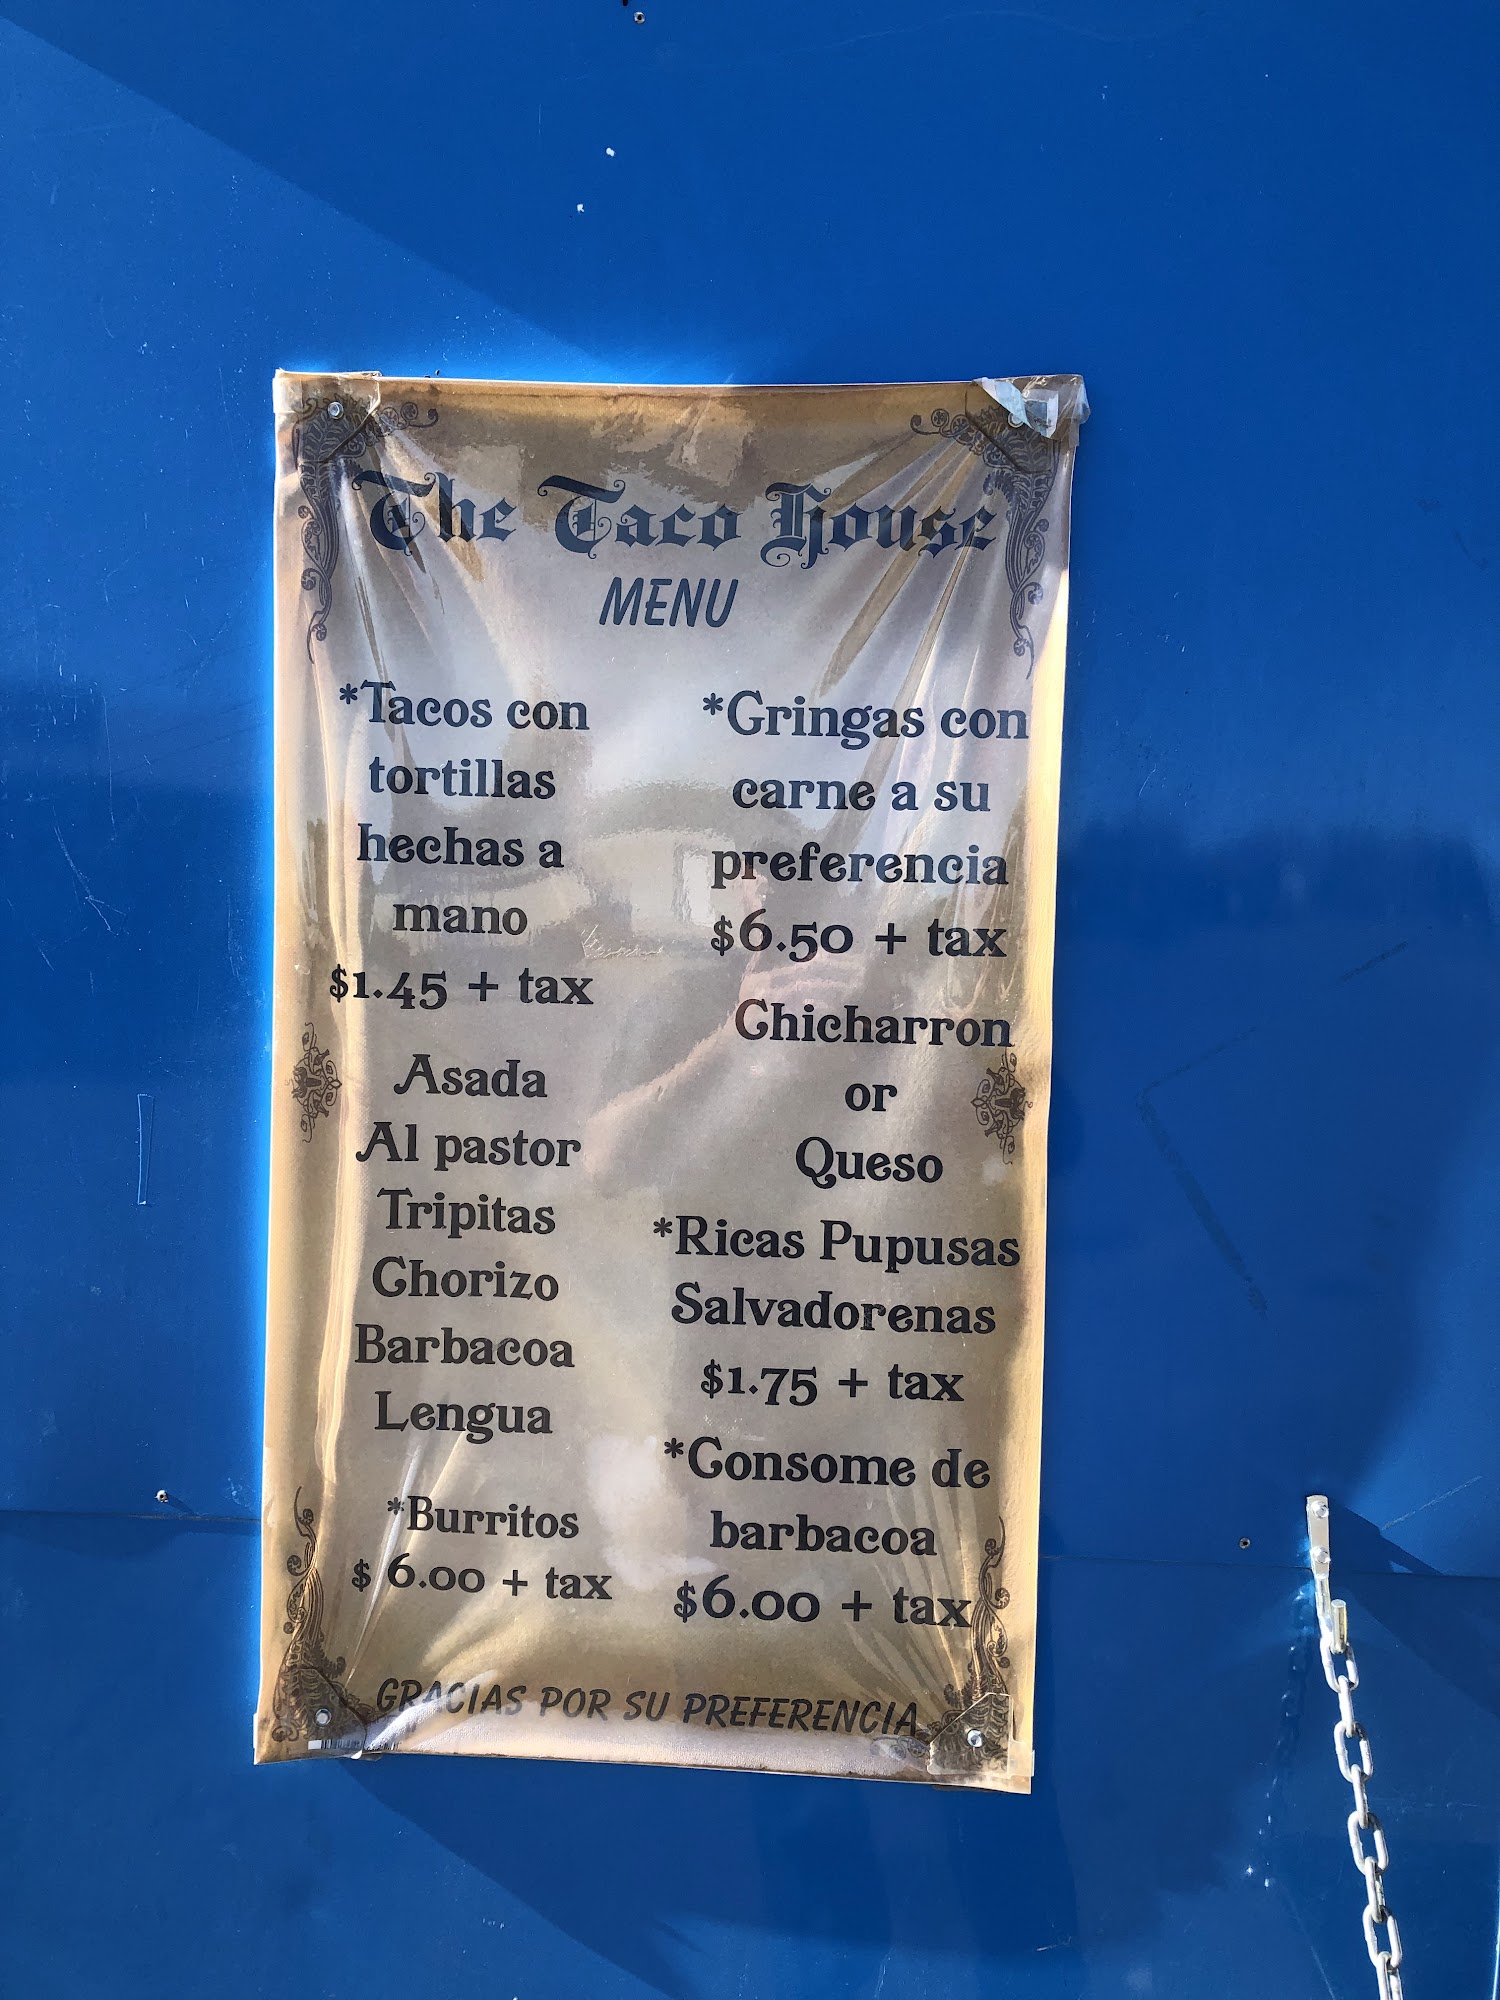 The Taco House
MENU
*Tacos con
tortillas
hechas a
mano
$1.45 + tax
Asada
Al pastor
Tripitas
Chorizo
Barbacoa
Lengua
*Burritos
$ 6.00 + tax
*Gringas con
carne a su
preferencia
$6.50 + tax
Chicharron
or
Queso
*Ricas Pupusas
Salvadorenas
$1.75 + tax
*Consome de
barbacoa
$6.00 + tax
GRACIAS POR SU PREFERENCIA